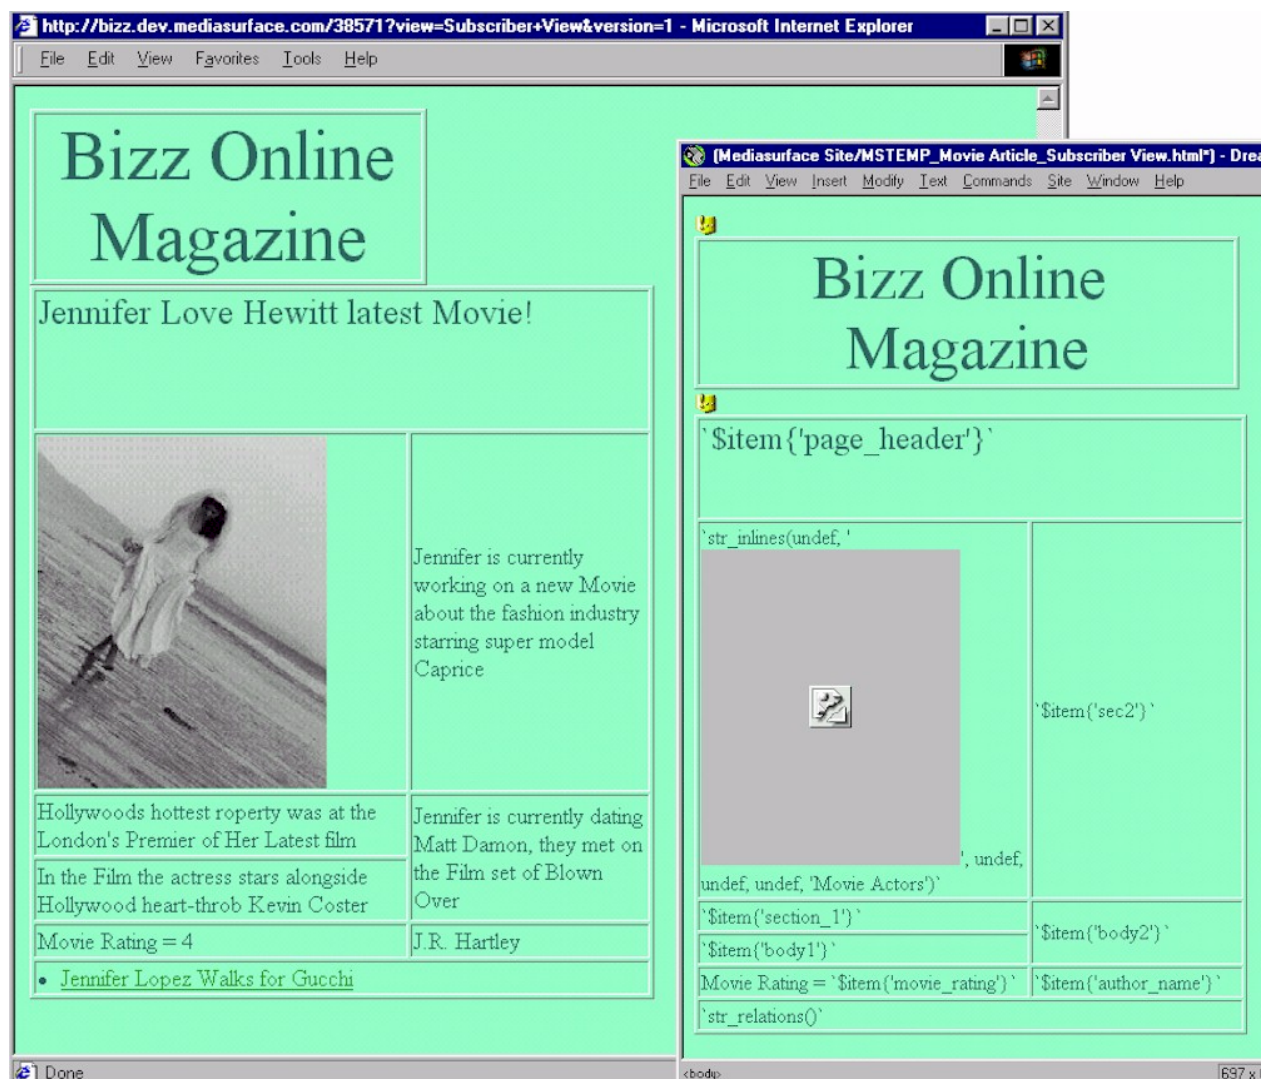 http://bizz.dev.mediasurface.com/38571?view=Subscriber+View&version=1 - Microsoft Internet Explorer
File Edit View Favorites Tools Help
Bizz Online
Magazine
Jennifer Love Hewitt latest Movie!
Jennifer is currently
working on a new Movie
about the fashion industry
starring super model
Caprice
Hollywoods hottest roperty was at the
London's Premier of Her Latest film
In the Film the actress stars alongside
Hollywood heart-throb Kevin Coster
Jennifer is currently dating
Matt Damon, they met on
the Film set of Blown
Over
Movie Rating = 4
J.R. Hartley
• Jennifer Lopez Walks for Gucchi
Done
(Mediasurface Site/MSTEMP_Movie Article_Subscriber View.html*) - Drea
File Edit View Insert Modify Text Commands Site Window Help
Bizz Online
Magazine
`$item{'page_header'}`
`str_inlines(undef, '
', undef,
undef, undef, 'Movie Actors')`
`$item{'sec2'}`
`$item{'section_1'}`
`$item{'body1'}`
`$item{'body2'}`
Movie Rating = `$item{'movie_rating'}`
`$item{'author_name'}`
`str_relations()`
<body>
697 x